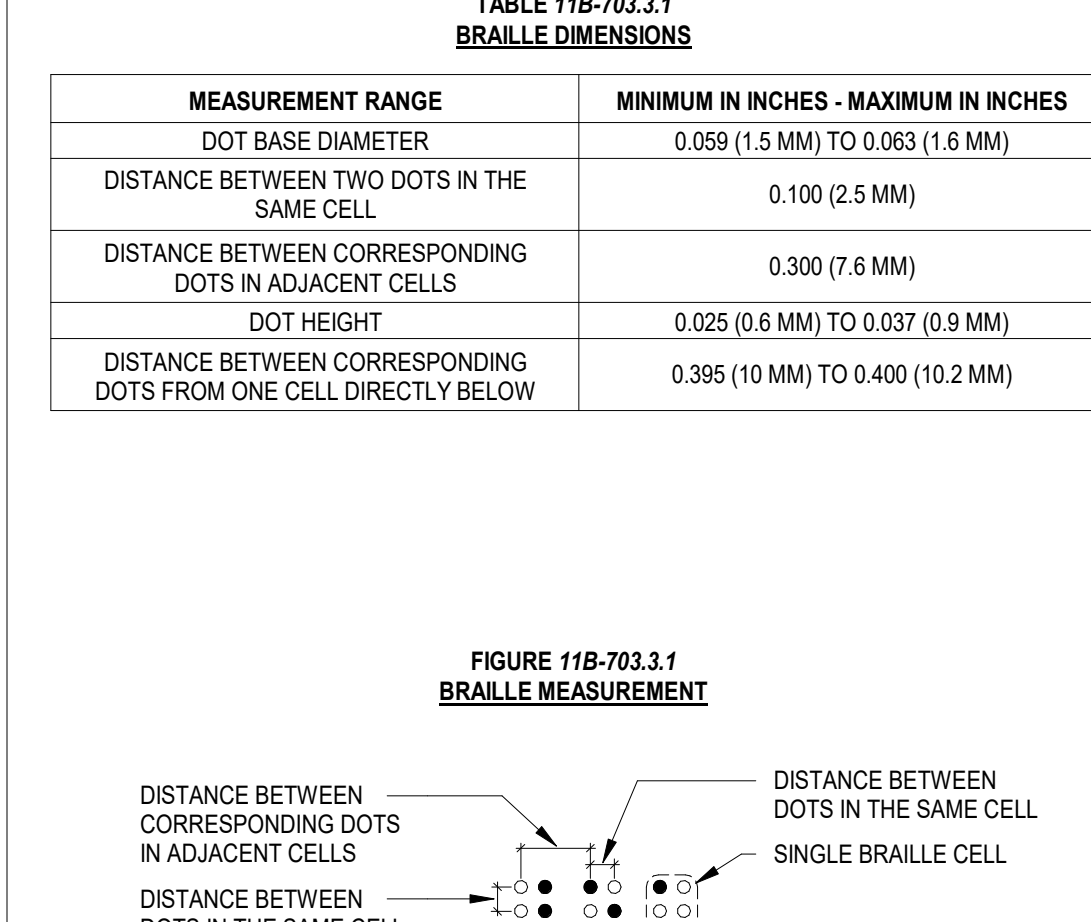 TABLE 11B-703.3.1
BRAILLE DIMENSIONS
MEASUREMENT RANGE
MINIMUM IN INCHES - MAXIMUM IN INCHES
DOT BASE DIAMETER
0.059 (1.5 MM) TO 0.063 (1.6 MM)
DISTANCE BETWEEN TWO DOTS IN THE
SAME CELL
0.100 (2.5 MM)
DISTANCE BETWEEN CORRESPONDING
DOTS IN ADJACENT CELLS
0.300 (7.6 MM)
DOT HEIGHT
0.025 (0.6 MM) TO 0.037 (0.9 MM)
DISTANCE BETWEEN CORRESPONDING
DOTS FROM ONE CELL DIRECTLY BELOW
0.395 (10 MM) TO 0.400 (10.2 MM)
FIGURE 11B-703.3.1
BRAILLE MEASUREMENT
DISTANCE BETWEEN
CORRESPONDING DOTS
IN ADJACENT CELLS
DISTANCE BETWEEN
DOTS IN THE SAME CELL
SINGLE BRAILLE CELL
DISTANCE BETWEEN
DOTS IN THE SAME CELL